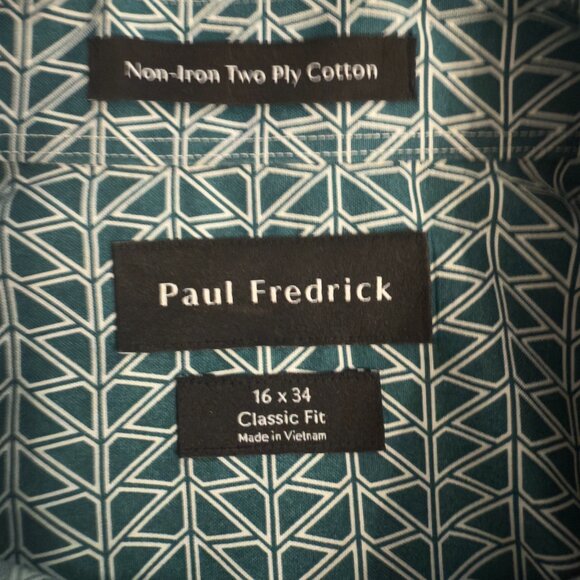 Non-Iron Two Ply Cotton
Paul Fredrick
16 x 34
Classic Fit
Made in Vietnam